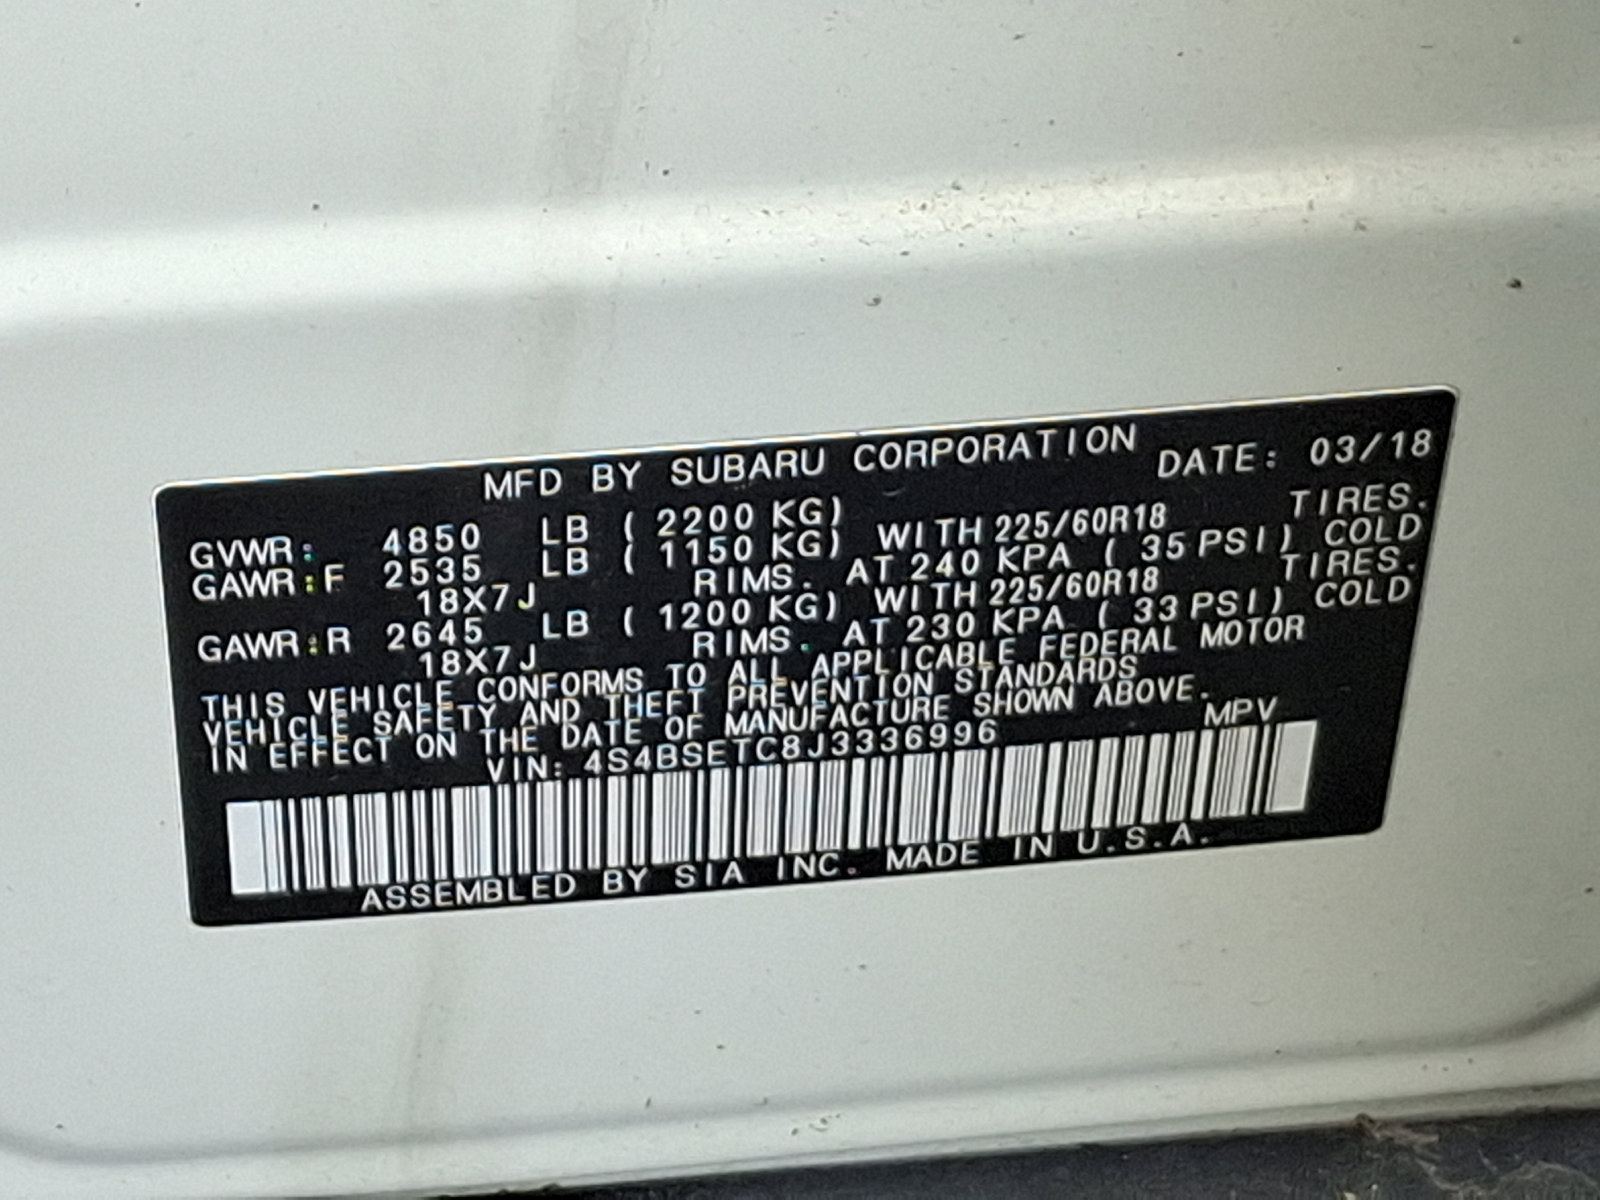 MFD BY SUBARU CORPORATION DATE: 03/18
GVWR: 4850 LB ( 2200 KG)
GAWR:F 2535 LB ( 1150 KG) WITH 225/60R18 TIRES.
18X7J RIMS. AT 240 KPA ( 35 PSI) COLD
GAWR:R 2645 LB ( 1200 KG) WITH 225/60R18 TIRES.
18X7J RIMS. AT 230 KPA ( 33 PSI) COLD
THIS VEHICLE CONFORMS TO ALL APPLICABLE FEDERAL MOTOR
VEHICLE SAFETY AND THEFT PREVENTION STANDARDS
IN EFFECT ON THE DATE OF MANUFACTURE SHOWN ABOVE.
VIN: 4S4BSETC8J3336996 MPV
ASSEMBLED BY SIA INC. MADE IN U.S.A.